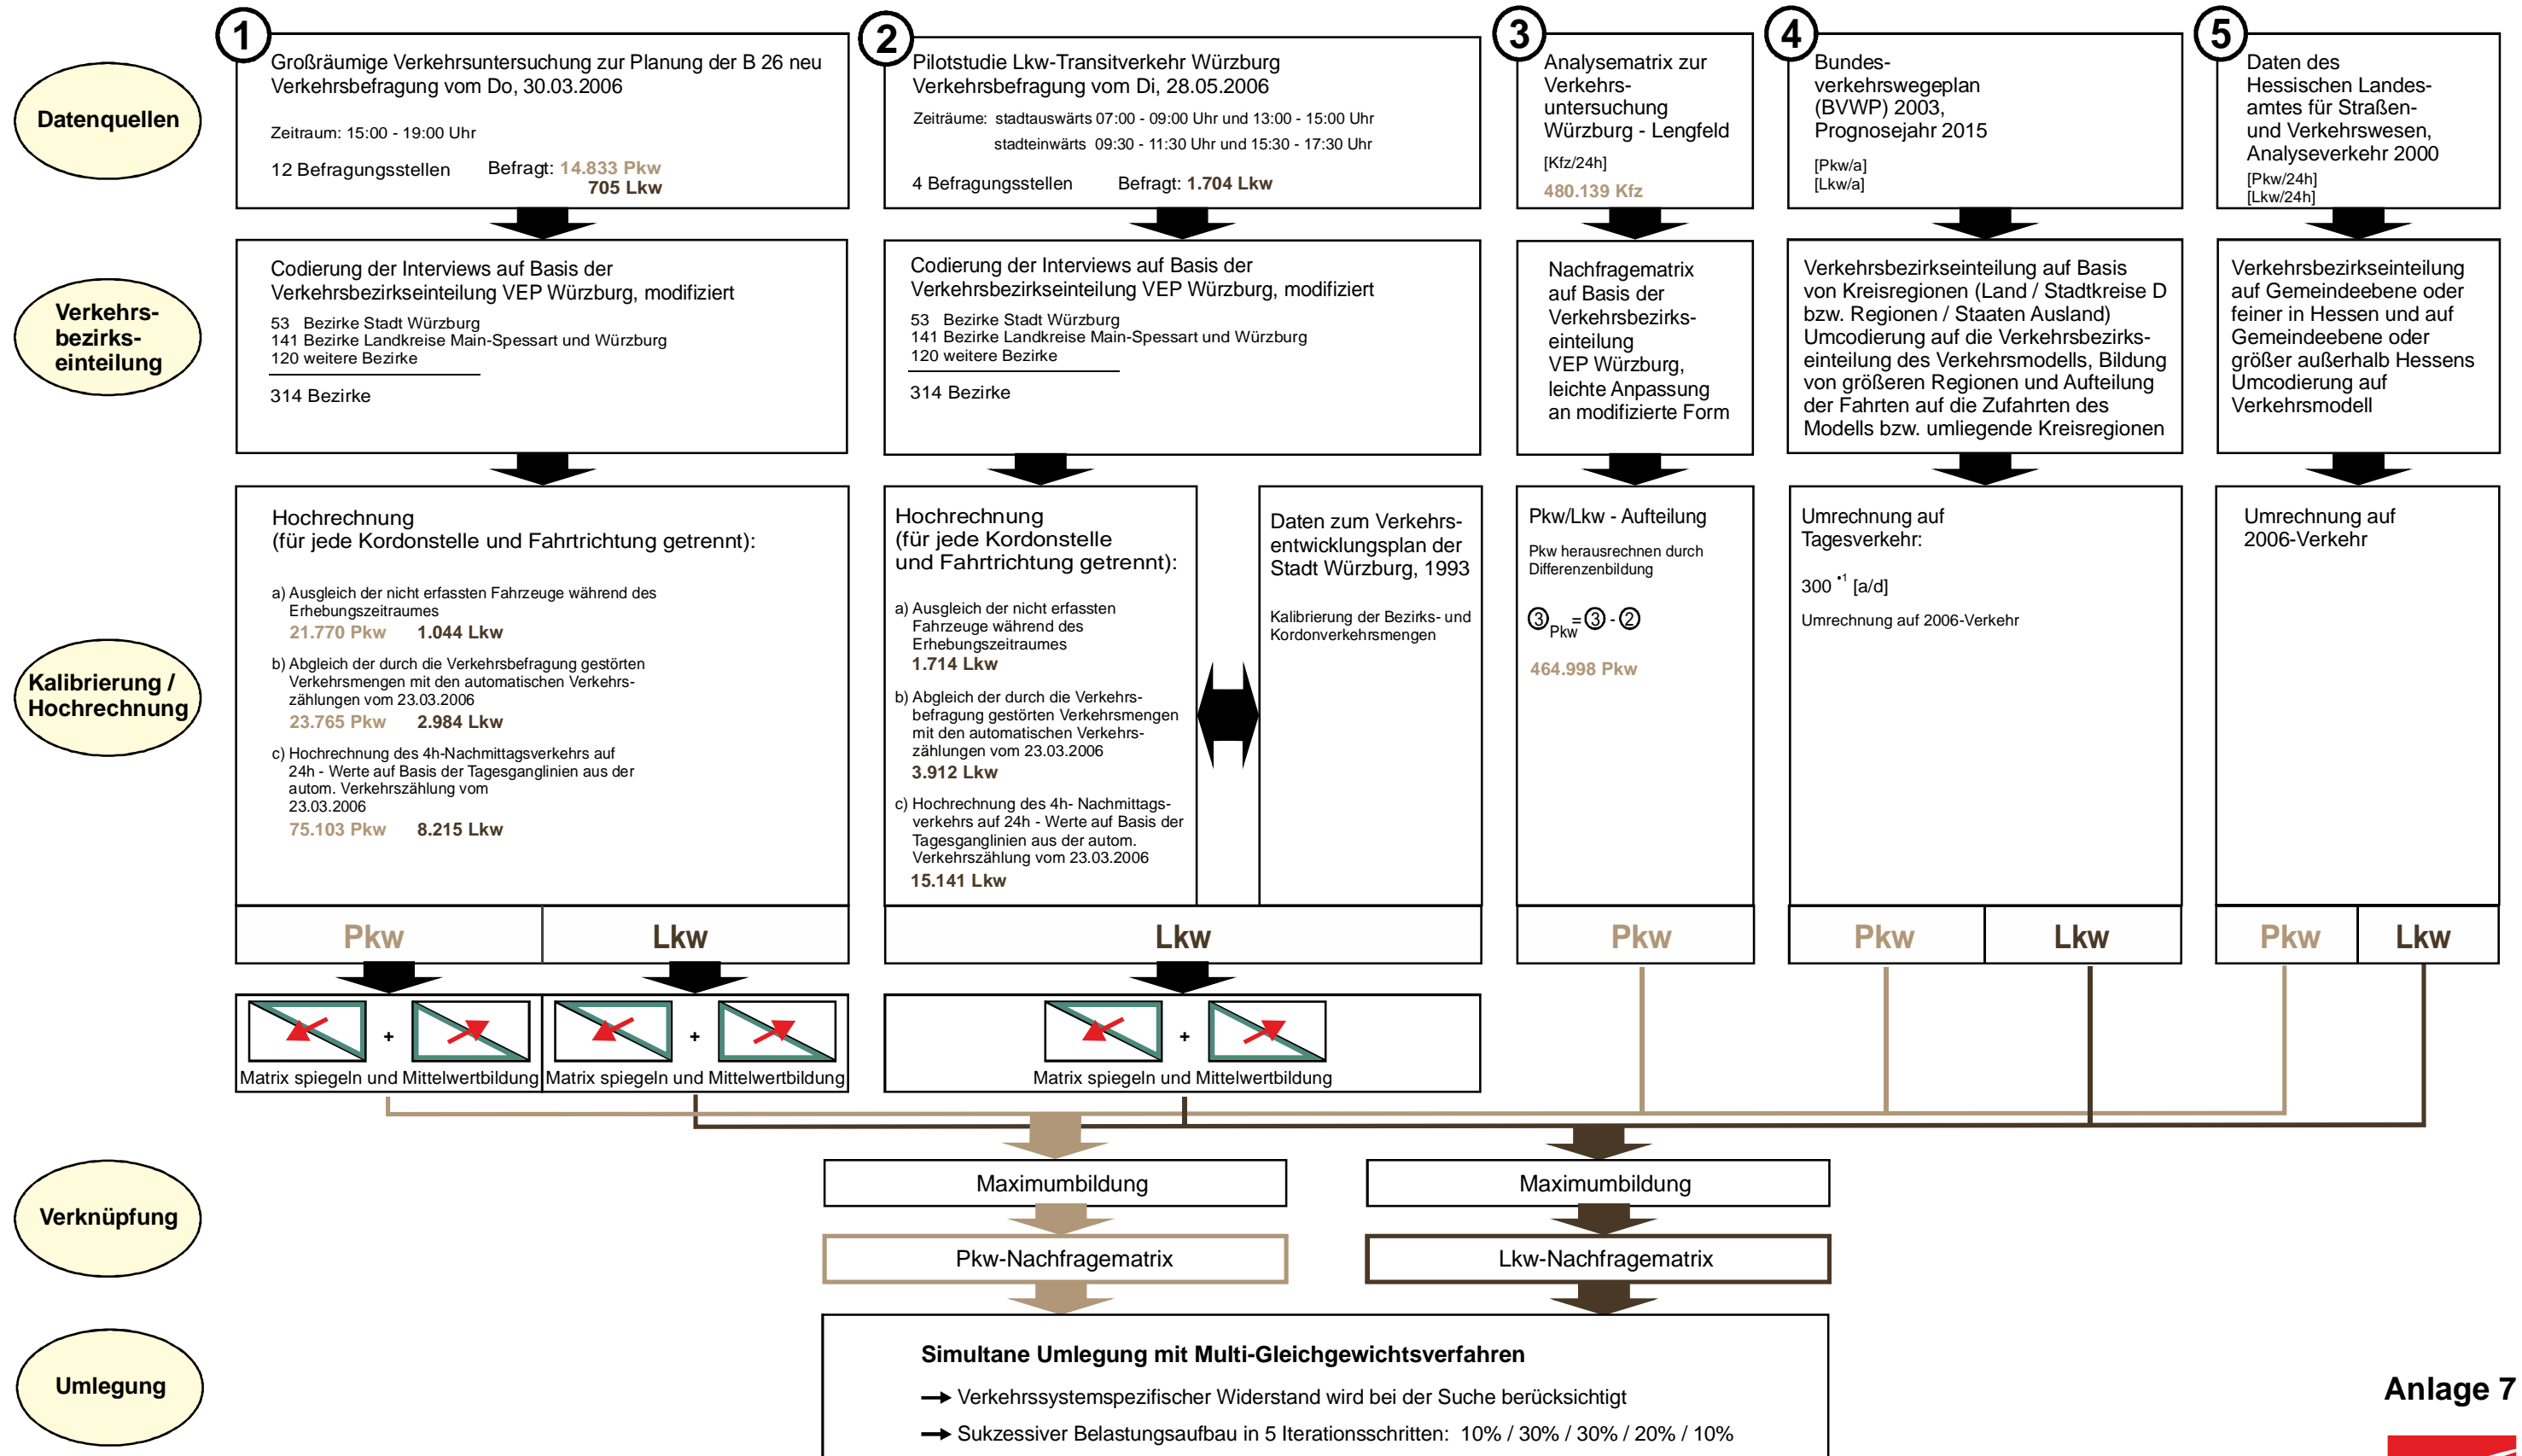 Datenquellen
1
Großräumige Verkehrsuntersuchung zur Planung der B 26 neu
Verkehrsbefragung vom Do, 30.03.2006
Zeitraum: 15:00 - 19:00 Uhr
12 Befragungsstellen Befragt: 14.833 Pkw
705 Lkw
2
Pilotstudie Lkw-Transitverkehr Würzburg
Verkehrsbefragung vom Di, 28.05.2006
Zeiträume: stadtauswärts 07:00 - 09:00 Uhr und 13:00 - 15:00 Uhr
stadteinwärts 09:30 - 11:30 Uhr und 15:30 - 17:30 Uhr
4 Befragungsstellen Befragt: 1.704 Lkw
3
Analysematrix zur
Verkehrs-
untersuchung
Würzburg - Lengfeld
[Kfz/24h]
480.139 Kfz
4
Bundes-
verkehrswegeplan
(BVWP) 2003,
Prognosejahr 2015
[Pkw/a]
[Lkw/a]
5
Daten des
Hessischen Landes-
amtes für Straßen-
und Verkehrswesen,
Analyseverkehr 2000
[Pkw/24h]
[Lkw/24h]
Verkehrs-
bezirks-
einteilung
Codierung der Interviews auf Basis der
Verkehrsbezirkseinteilung VEP Würzburg, modifiziert
53 Bezirke Stadt Würzburg
141 Bezirke Landkreise Main-Spessart und Würzburg
120 weitere Bezirke
314 Bezirke
Codierung der Interviews auf Basis der
Verkehrsbezirkseinteilung VEP Würzburg, modifiziert
53 Bezirke Stadt Würzburg
141 Bezirke Landkreise Main-Spessart und Würzburg
120 weitere Bezirke
314 Bezirke
Nachfragematrix
auf Basis der
Verkehrsbezirks-
einteilung
VEP Würzburg,
leichte Anpassung
an modifizierte Form
Verkehrsbezirkseinteilung auf Basis
von Kreisregionen (Land / Stadtkreise D
bzw. Regionen / Staaten Ausland)
Umcodierung auf die Verkehrsbezirks-
einteilung des Verkehrsmodells, Bildung
von größeren Regionen und Aufteilung
der Fahrten auf die Zufahrten des
Modells bzw. umliegende Kreisregionen
Verkehrsbezirkseinteilung
auf Gemeindeebene oder
feiner in Hessen und auf
Gemeindeebene oder
größer außerhalb Hessens
Umcodierung auf
Verkehrsmodell
Kalibrierung /
Hochrechnung
Hochrechnung
(für jede Kordonstelle und Fahrtrichtung getrennt):
a) Ausgleich der nicht erfassten Fahrzeuge während des
Erhebungszeitraumes
21.770 Pkw 1.044 Lkw
b) Abgleich der durch die Verkehrsbefragung gestörten
Verkehrsmengen mit den automatischen Verkehrs-
zählungen vom 23.03.2006
23.765 Pkw 2.984 Lkw
c) Hochrechnung des 4h-Nachmittagsverkehrs auf
24h - Werte auf Basis der Tagesganglinien aus der
autom. Verkehrszählung vom
23.03.2006
75.103 Pkw 8.215 Lkw
Hochrechnung
(für jede Kordonstelle
und Fahrtrichtung getrennt):
a) Ausgleich der nicht erfassten
Fahrzeuge während des
Erhebungszeitraumes
1.714 Lkw
b) Abgleich der durch die Verkehrs-
befragung gestörten Verkehrsmengen
mit den automatischen Verkehrs-
zählungen vom 23.03.2006
3.912 Lkw
c) Hochrechnung des 4h- Nachmittags-
verkehrs auf 24h - Werte auf Basis der
Tagesganglinien aus der autom.
Verkehrszählung vom 23.03.2006
15.141 Lkw
Daten zum Verkehrs-
entwicklungsplan der
Stadt Würzburg, 1993
Kalibrierung der Bezirks- und
Kordonverkehrsmengen
Pkw/Lkw - Aufteilung
Pkw herausrechnen durch
Differenzenbildung
③Pkw = ③ - ②
464.998 Pkw
Umrechnung auf
Tagesverkehr:
300 •1 [a/d]
Umrechnung auf 2006-Verkehr
Umrechnung auf
2006-Verkehr
Pkw Lkw Lkw Pkw Pkw Lkw Pkw Lkw
+ + +
Matrix spiegeln und Mittelwertbildung Matrix spiegeln und Mittelwertbildung Matrix spiegeln und Mittelwertbildung
Verknüpfung
Maximumbildung Maximumbildung
Pkw-Nachfragematrix Lkw-Nachfragematrix
Umlegung
Simultane Umlegung mit Multi-Gleichgewichtsverfahren
→ Verkehrssystemspezifischer Widerstand wird bei der Suche berücksichtigt
→ Sukzessiver Belastungsaufbau in 5 Iterationsschritten: 10% / 30% / 30% / 20% / 10%
Anlage 7